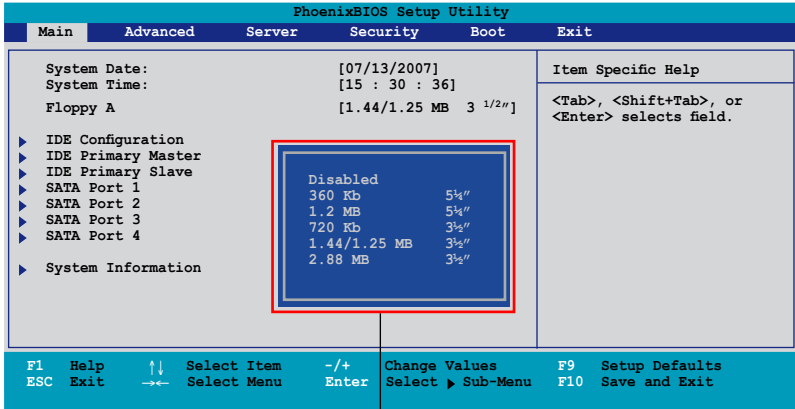 PhoenixBIOS Setup Utility
Main Advanced Server Security Boot Exit
System Date: [07/13/2007]
System Time: [15 : 30 : 36]
Floppy A [1.44/1.25 MB 3 1/2″]
IDE Configuration
IDE Primary Master
IDE Primary Slave
SATA Port 1
SATA Port 2
SATA Port 3
SATA Port 4
System Information
Disabled
360 Kb 5¼″
1.2 MB 5¼″
720 Kb 3½″
1.44/1.25 MB 3½″
2.88 MB 3½″
Item Specific Help
<Tab>, <Shift+Tab>, or
<Enter> selects field.
F1 Help ↑↓ Select Item -/+ Change Values F9 Setup Defaults
ESC Exit →← Select Menu Enter Select ▶ Sub-Menu F10 Save and Exit